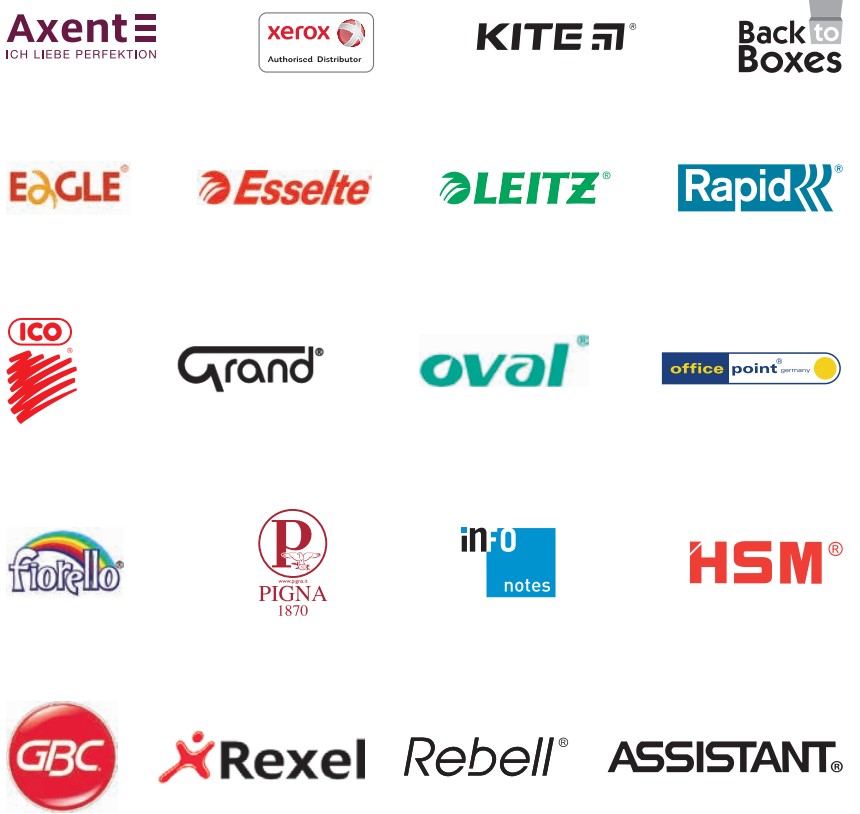 Axent
ICH LIEBE PERFEKTION
xerox
Authorised Distributor
KITE ®
Back to
Boxes
EAGLE ®
Esselte ®
LEITZ ®
Rapid ®
ICO ®
Grand ®
oval ®
office point ® germany
fiorello ®
P
www.pigna.it
PIGNA
1870
inFO
notes
HSM ®
GBC
Rexel
Rebell ®
ASSISTANT ®